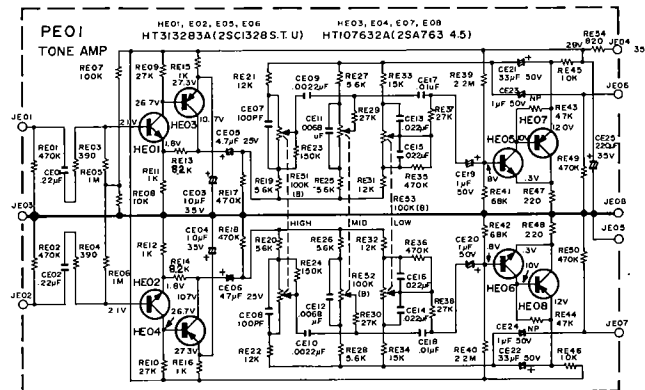 PE01
TONE AMP
HE01, E02, E05, E06
HT313283A(2SC1328S.T.U)
HE03, E04, E07, E08
HT107632A(2SA763 4.5)
RE54
820
JE04
35
29V
RE07
100K
RE09
27K
RE15
1K
27.3V
RE21
12K
CE09
.0022µF
RE27
5.6K
RE33
15K
CE17
.01µF
RE39
2.2
M
CE21
33µF 50V
RE45
10K
CE23
1µF 50V
JE06
26.7V
HE03
10.7V
CE07
100PF
RE29
27K
RE37
27K
NP
RE43
47K
HE07
12.0V
JE01
2.1V
HE01
1.8V
CE05
4.7µF 25V
CE11
.0068
µF
CE13
.022µF
CE15
.022µF
HE05
10V
CE25
220µF
35V
RE01
470K
CE01
.22µF
RE03
390
RE05
1M
RE11
1K
RE13
8.2K
RE23
150K
RE49
470K
.3V
CE19
1µF
50V
.8V
RE08
10K
CE03
10µF
35V
RE17
470K
RE19
5.6K
RE51
100K
(B)
RE25
5.6K
RE31
12K
RE35
470K
RE53
100K(B)
RE41
68K
RE47
220
JE03
JE08
HIGH
MID
LOW
RE02
470K
RE04
390
RE12
1K
CE04
10µF
35V
RE18
470K
RE20
5.6K
RE26
5.6K
RE32
12K
RE36
470K
CE20
1µF
50V
RE42
68K
RE48
220
JE05
CE02
.22µF
RE06
1M
RE14
8.2K
RE24
150K
RE52
100K
(B)
CE16
.022µF
.8V
.3V
RE50
470K
HE02
1.8V
CE06
4.7µF 25V
CE12
.0068
µF
CE14
.022µF
RE38
27K
HE06
10V
HE08
12V
JE02
2.1V
10.7V
26.7V
HE04
27.3V
CE08
100PF
RE30
27K
CE24
1µF 50V
NP
RE44
47K
JE07
RE10
27K
RE16
1K
RE22
12K
CE10
.0022µF
RE28
5.6K
RE34
15K
CE18
.01µF
RE40
2.2M
CE22
33µF 50V
RE46
10K